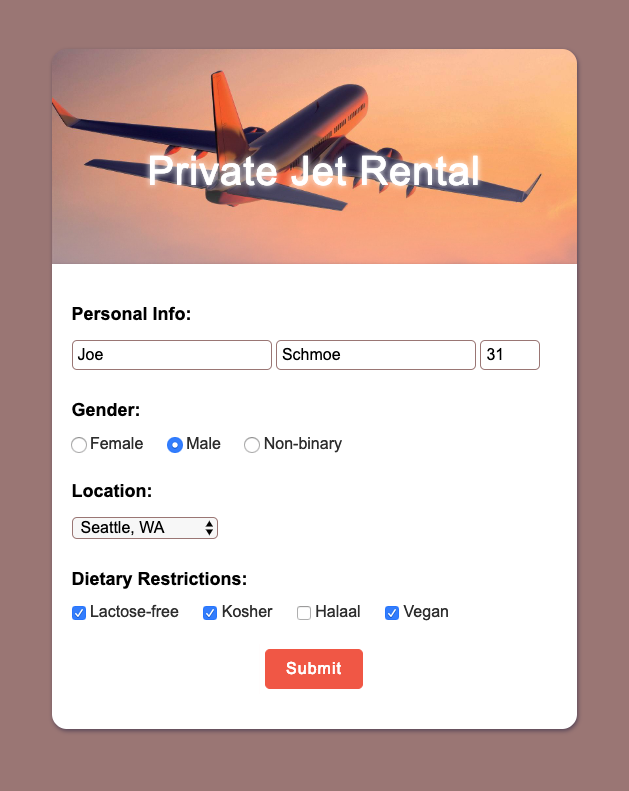 Private Jet Rental
Personal Info:
Joe Schmoe 31
Gender:
Female Male Non-binary
Location:
Seattle, WA
Dietary Restrictions:
Lactose-free Kosher Halaal Vegan
Submit